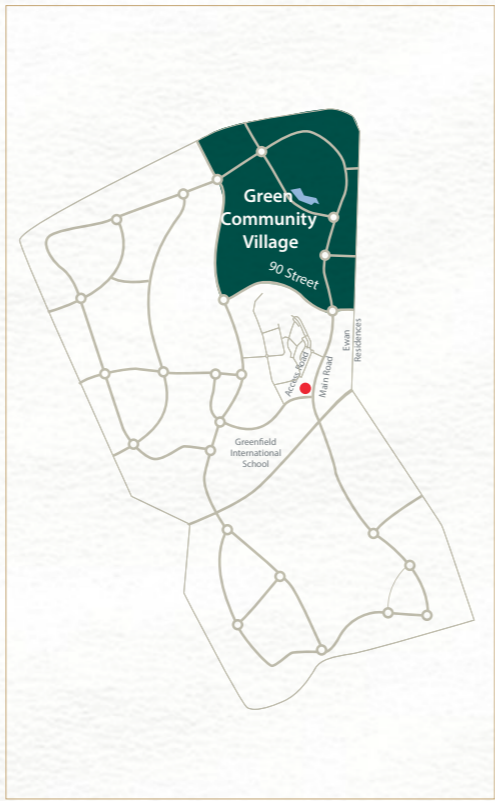 Green
Community
Village
90 Street
Ewan
Residences
Access Road
Main Road
Greenfield
International
School